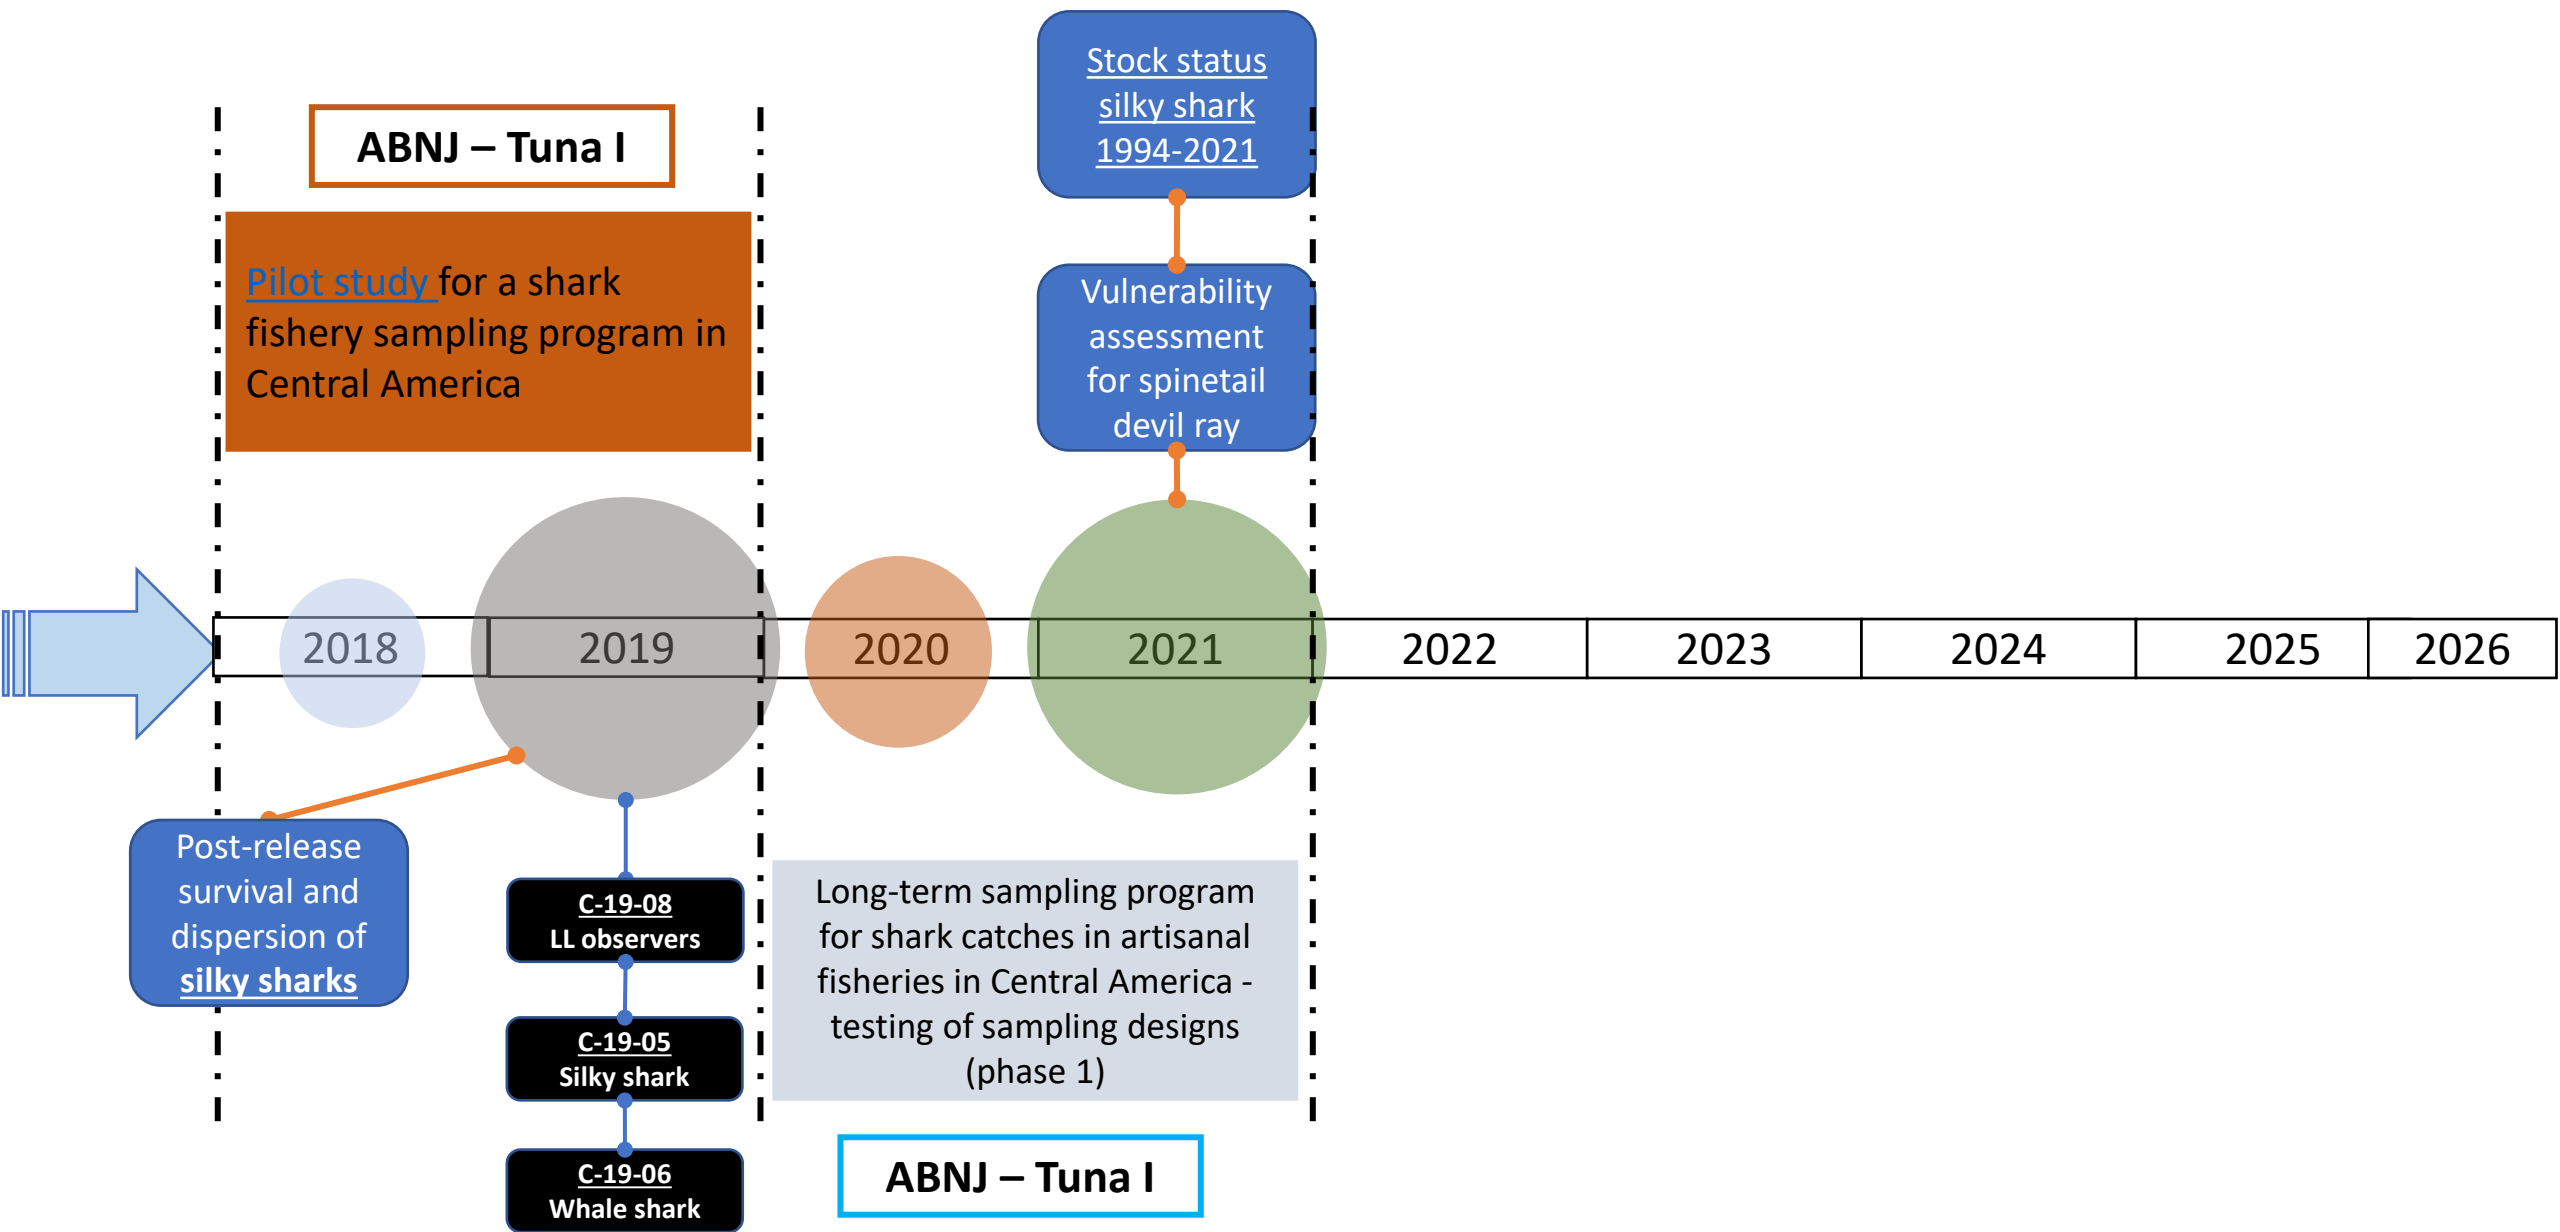 Stock status
silky shark
1994-2021
ABNJ – Tuna I
Pilot study for a shark
fishery sampling program in
Central America
Vulnerability
assessment
for spinetail
devil ray
2018
2019
2020
2021
2022
2023
2024
2025
2026
Post-release
survival and
dispersion of
silky sharks
C-19-08
LL observers
C-19-05
Silky shark
C-19-06
Whale shark
Long-term sampling program
for shark catches in artisanal
fisheries in Central America -
testing of sampling designs
(phase 1)
ABNJ – Tuna I